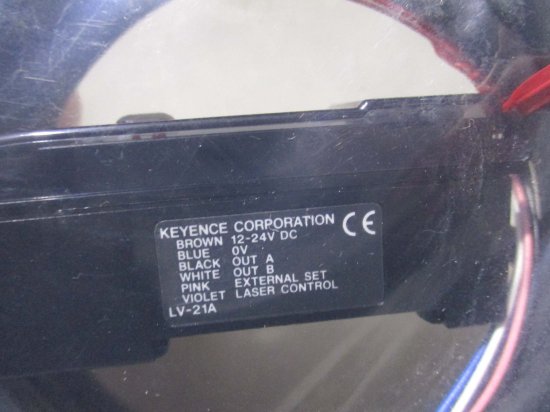 KEYENCE CORPORATION CE
BROWN 12-24V DC
BLUE 0V
BLACK OUT A
WHITE OUT B
PINK EXTERNAL SET
VIOLET LASER CONTROL
LV-21A